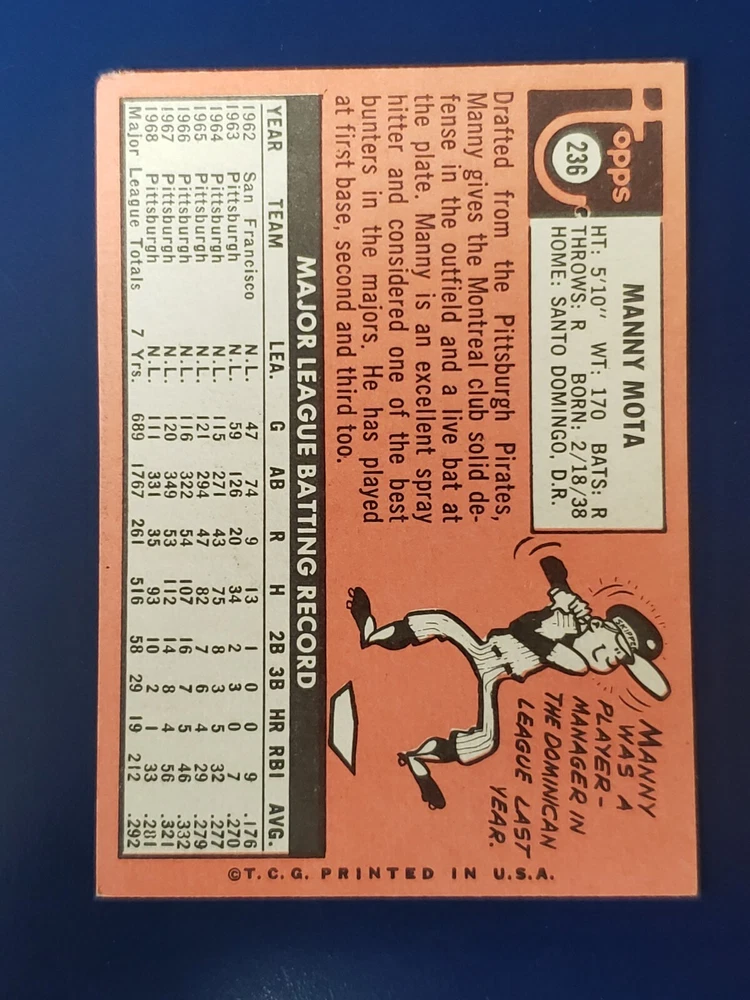 Topps
236
MANNY MOTA
HT: 5'10" WT: 170 BATS: R
THROWS: R BORN: 2/18/38
HOME: SANTO DOMINGO, D.R.
Drafted from the Pittsburgh Pirates,
Manny gives the Montreal club solid de-
fense in the outfield and a live bat at
the plate. Manny is an excellent spray
hitter and considered one of the best
bunters in the majors. He has played
at first base, second and third too.
MANNY
WAS A
PLAYER-
MANAGER IN
THE DOMINICAN
LEAGUE LAST
YEAR.
SKIPPER
MAJOR LEAGUE BATTING RECORD
YEAR TEAM LEA. G AB R H 2B 3B HR RBI AVG.
1962 San Francisco N.L. 47 74 9 13 1 0 0 9 .176
1963 Pittsburgh N.L. 59 126 20 34 2 3 0 7 .270
1964 Pittsburgh N.L. 115 271 43 75 8 3 5 32 .277
1965 Pittsburgh N.L. 121 294 47 82 7 6 4 29 .279
1966 Pittsburgh N.L. 116 322 54 107 16 7 5 46 .332
1967 Pittsburgh N.L. 120 349 53 112 14 8 4 56 .321
1968 Pittsburgh N.L. 111 331 35 93 10 2 1 33 .281
Major League Totals 7 Yrs. 689 1767 261 516 58 29 19 212 .292
©T.C.G. PRINTED IN U.S.A.